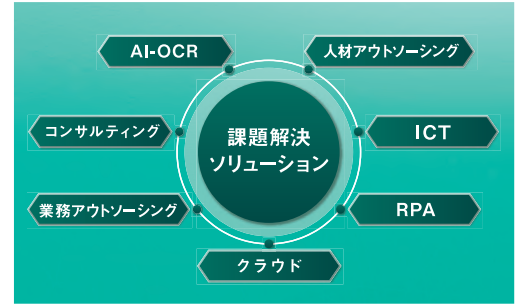 AI-OCR
人材アウトソーシング
コンサルティング
課題解決
ソリューション
ICT
業務アウトソーシング
RPA
クラウド